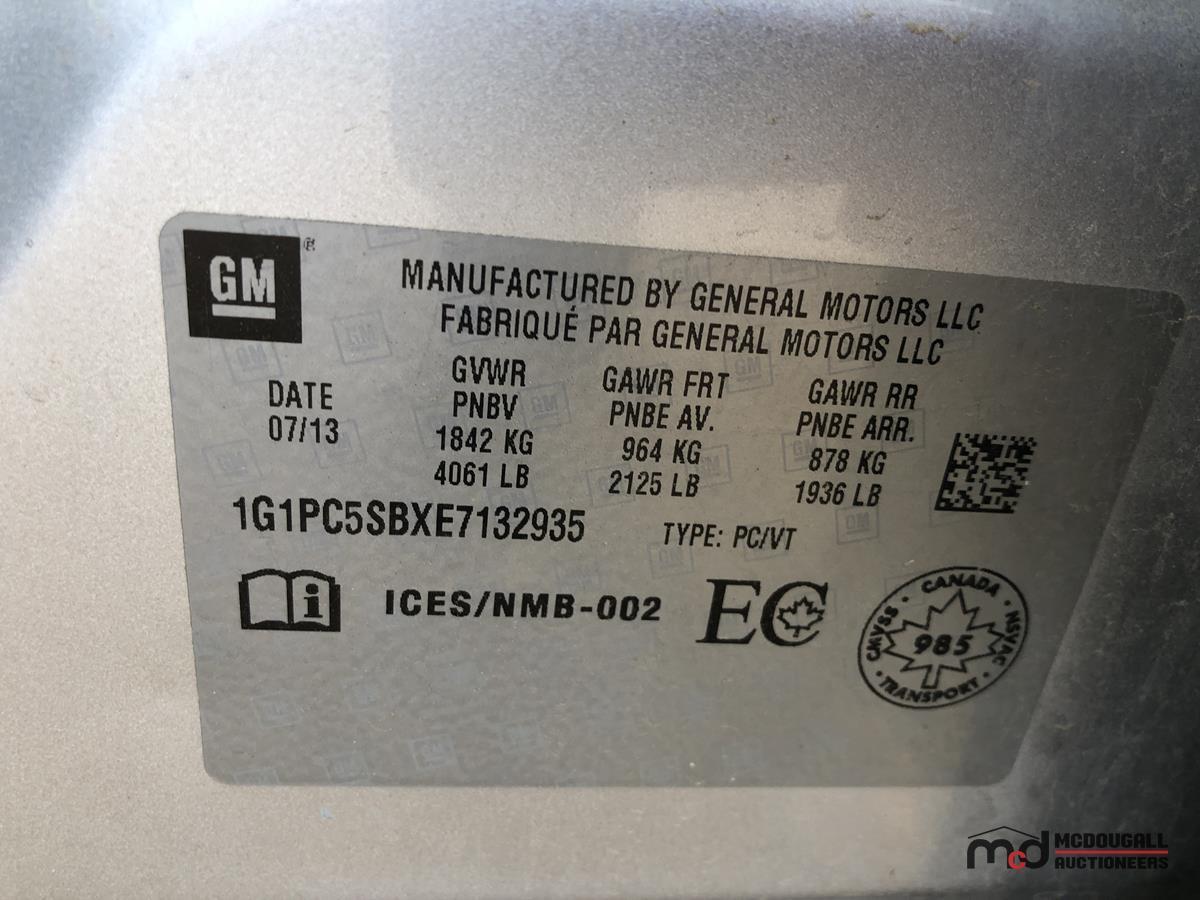 GM ®
MANUFACTURED BY GENERAL MOTORS LLC
FABRIQUÉ PAR GENERAL MOTORS LLC
DATE
07/13
GVWR
PNBV
1842 KG
4061 LB
GAWR FRT
PNBE AV.
964 KG
2125 LB
GAWR RR
PNBE ARR.
878 KG
1936 LB
1G1PC5SBXE7132935
TYPE: PC/VT
i
ICES/NMB-002
EC
CANADA
CMVSS • NSVAC
985
• TRANSPORT •
mcd MCDOUGALL
AUCTIONEERS